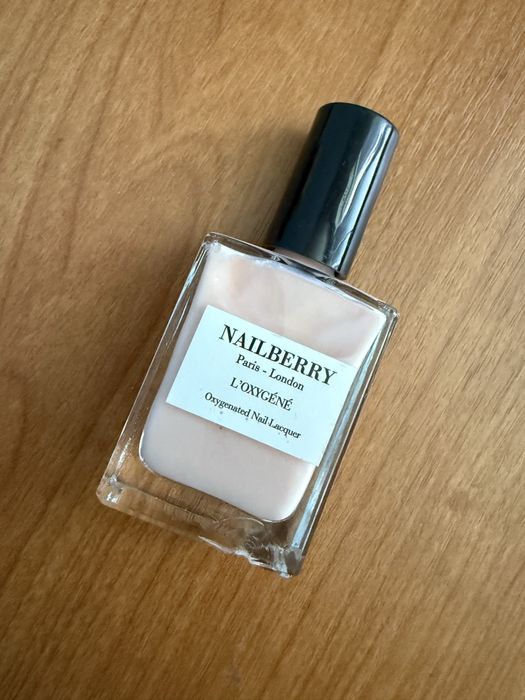 NAILBERRY
Paris - London
L'OXYGÉNÉ
Oxygenated Nail Lacquer